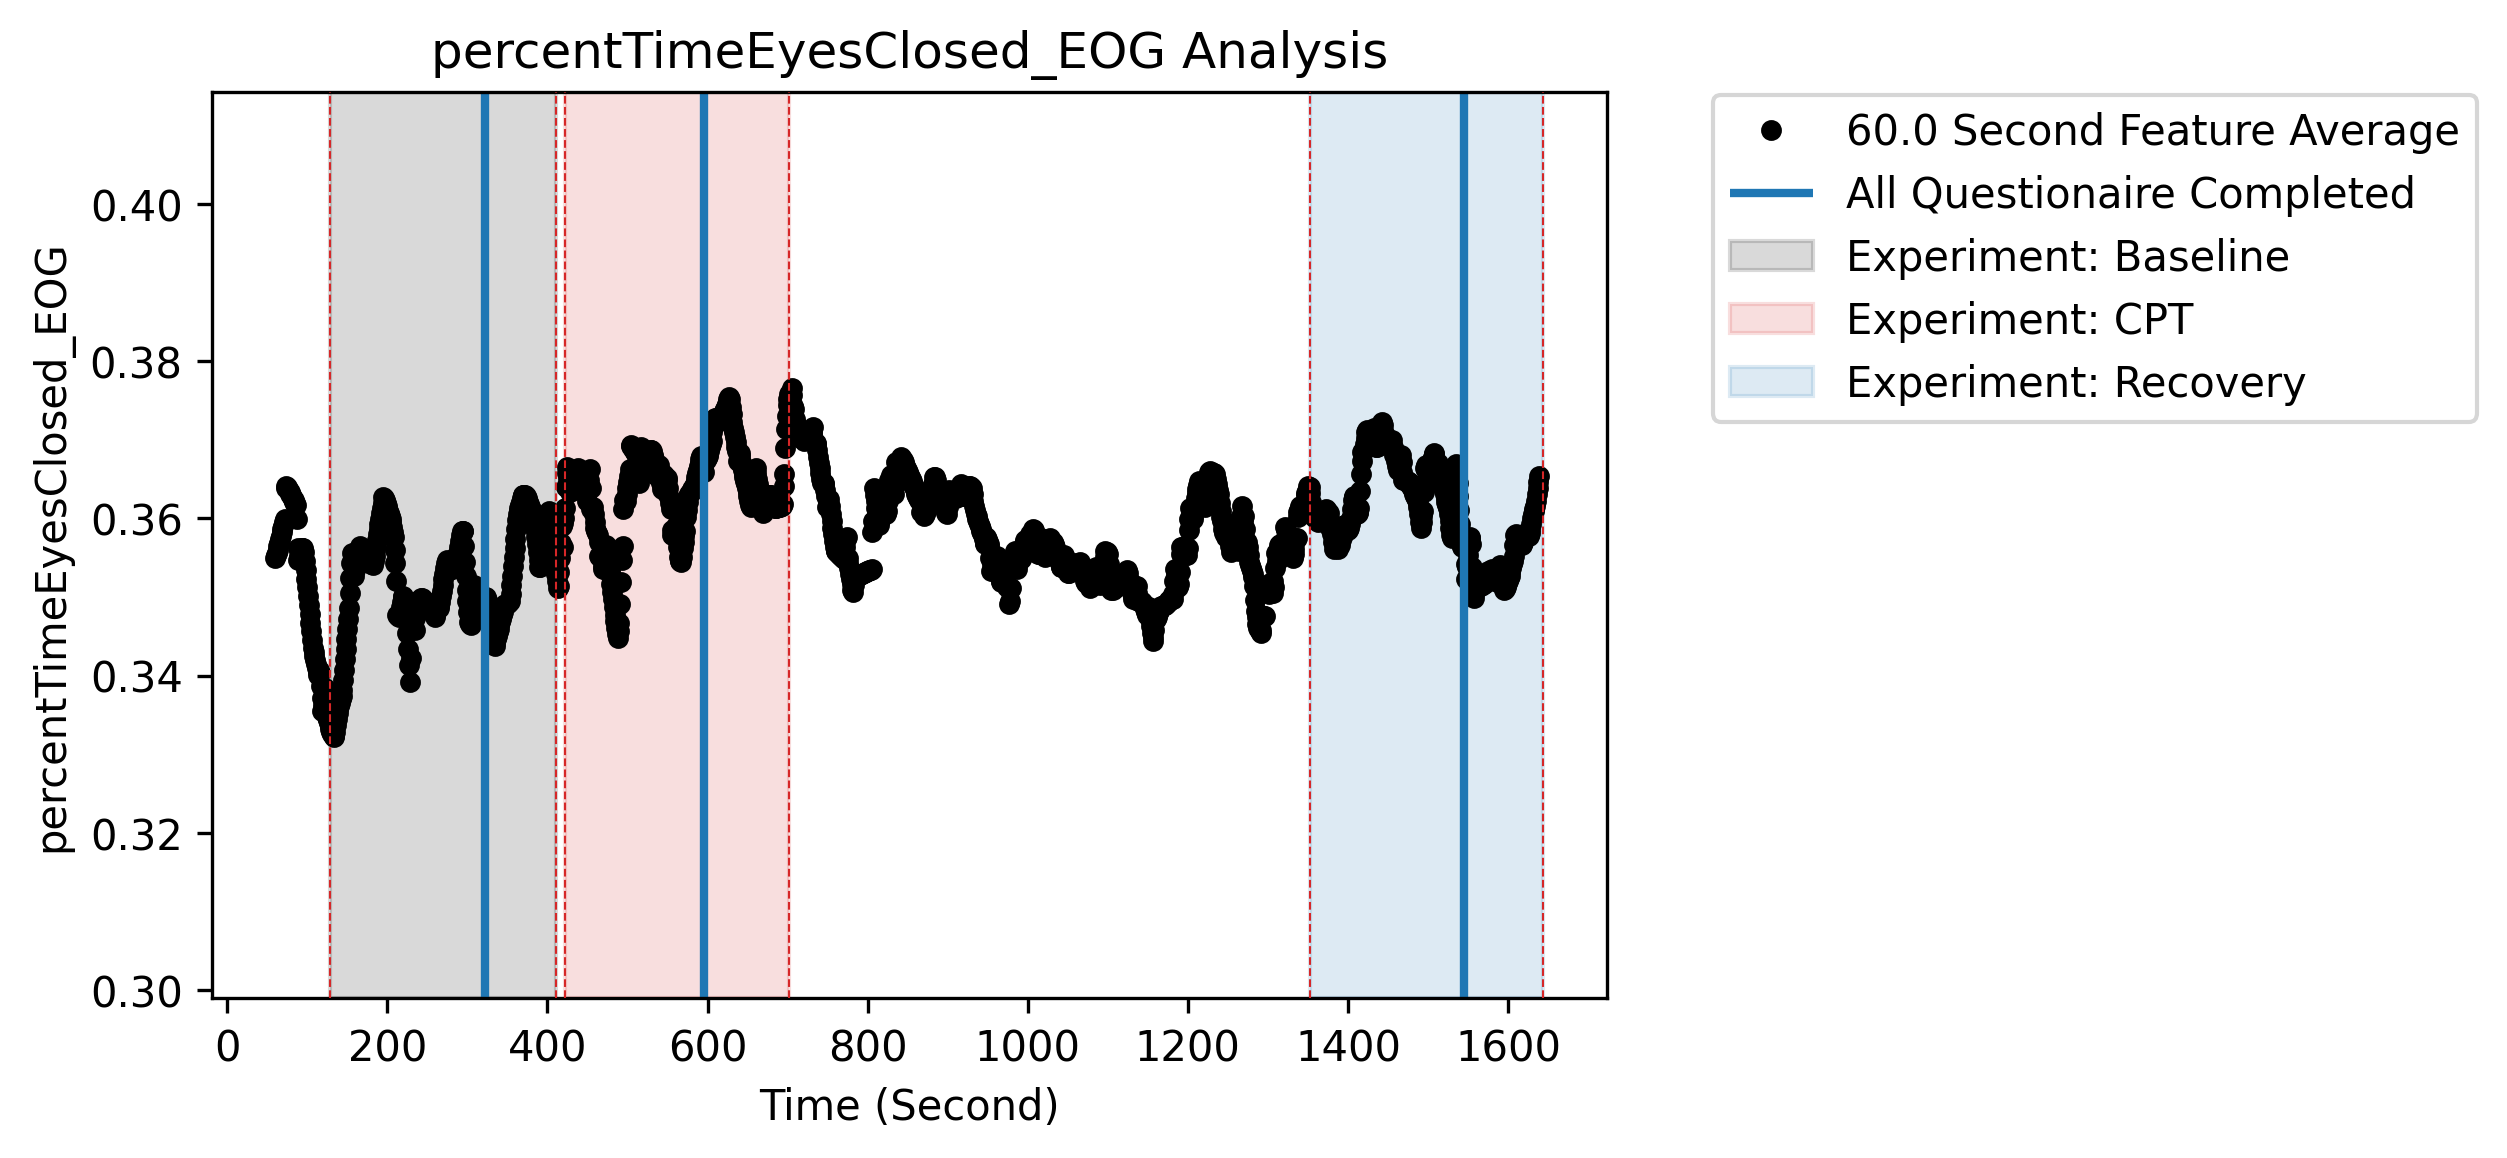 percentTimeEyesClosed_EOG Analysis
60.0 Second Feature Average
All Questionaire Completed
Experiment: Baseline
Experiment: CPT
Experiment: Recovery
percentTimeEyesClosed_EOG
0.40
0.38
0.36
0.34
0.32
0.30
0 200 400 600 800 1000 1200 1400 1600
Time (Second)